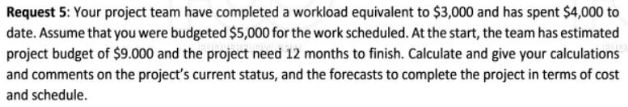 Request 5: Your project team have completed a workload equivalent to $3,000 and has spent $4,000 to
date. Assume that you were budgeted $5,000 for the work scheduled. At the start, the team has estimated
project budget of $9.000 and the project need 12 months to finish. Calculate and give your calculations
and comments on the project's current status, and the forecasts to complete the project in terms of cost
and schedule.